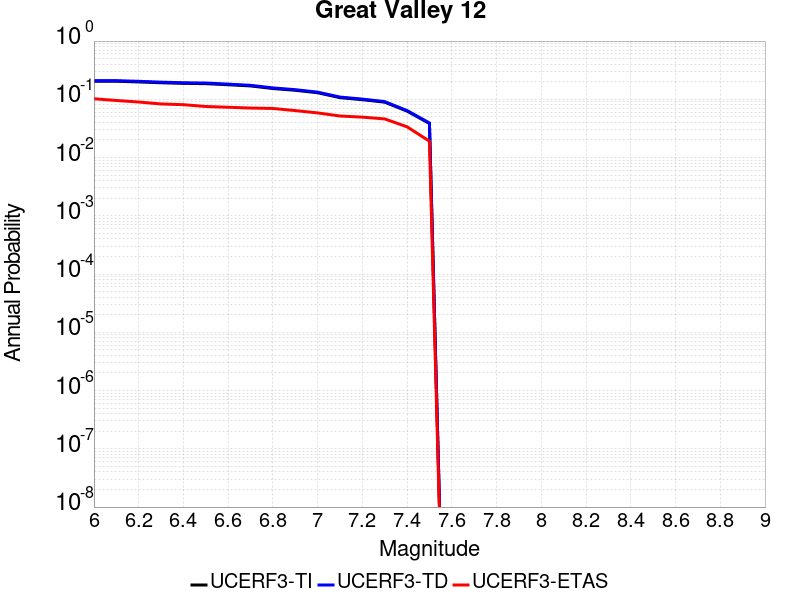 Great Valley 12
10^0
10^-1
10^-2
10^-3
10^-4
10^-5
10^-6
10^-7
10^-8
Annual Probability
6 6.2 6.4 6.6 6.8 7 7.2 7.4 7.6 7.8 8 8.2 8.4 8.6 8.8 9
Magnitude
UCERF3-TI UCERF3-TD UCERF3-ETAS